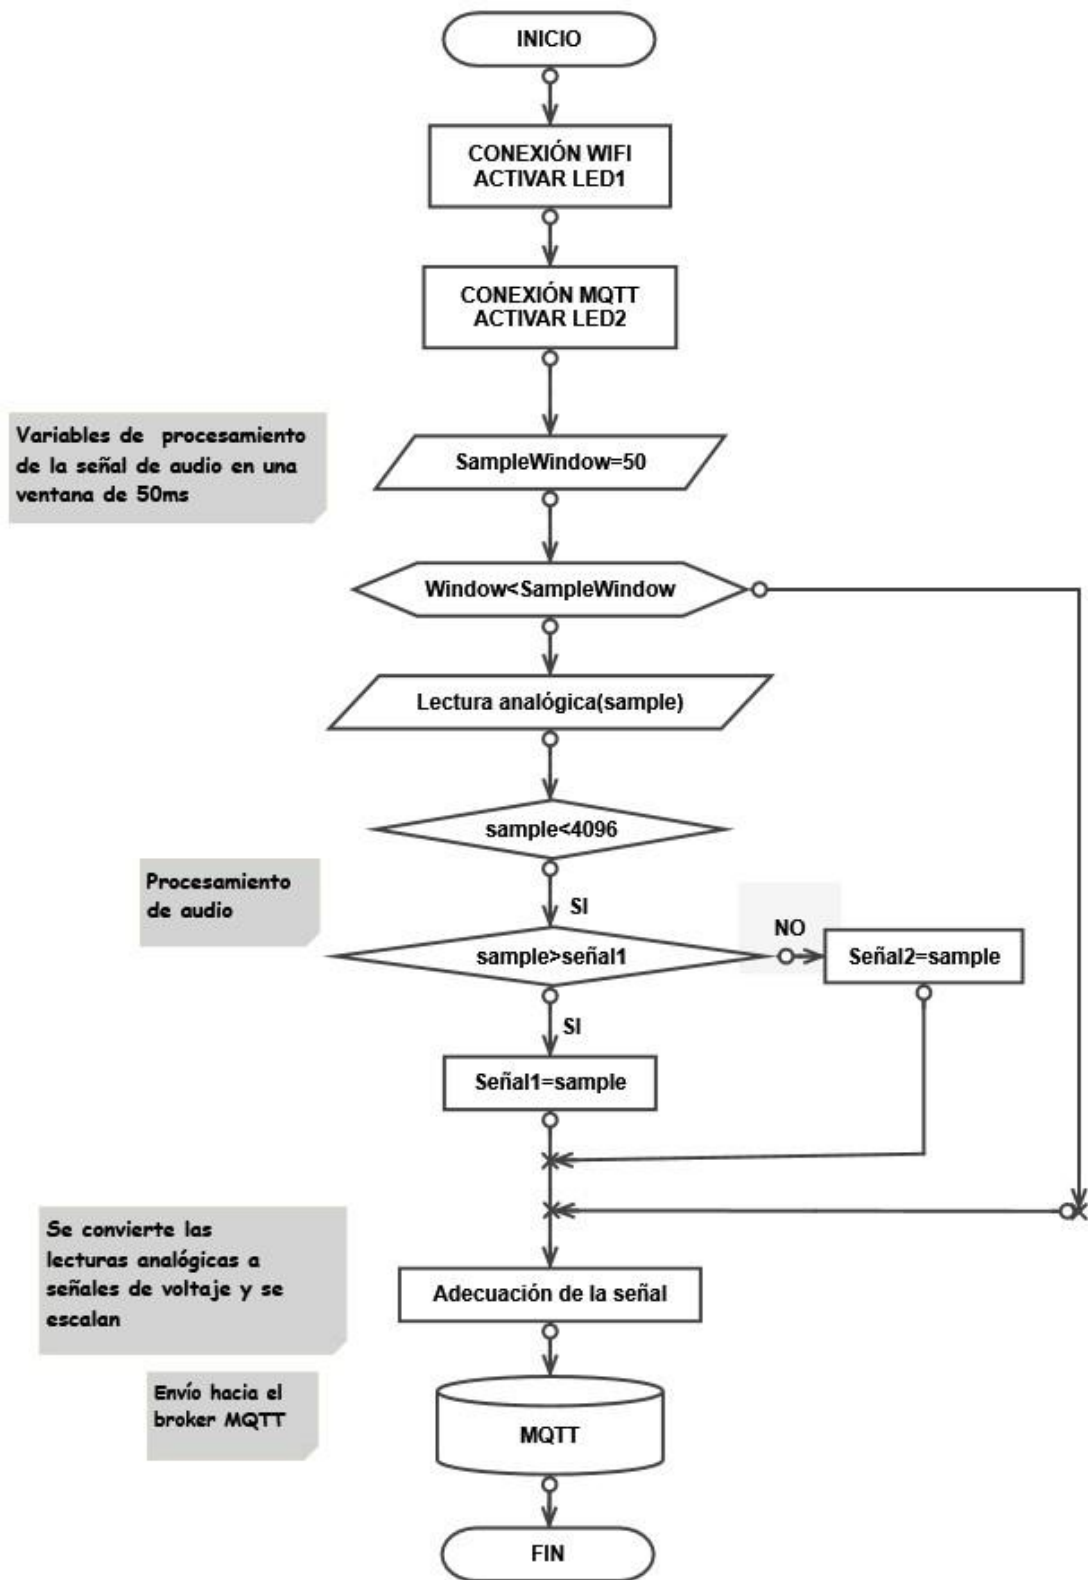 INICIO
CONEXIÓN WIFI
ACTIVAR LED1
CONEXIÓN MQTT
ACTIVAR LED2
Variables de procesamiento
de la señal de audio en una
ventana de 50ms
SampleWindow=50
Window<SampleWindow
Lectura analógica(sample)
sample<4096
Procesamiento
de audio
SI
sample>señal1
NO
Señal2=sample
SI
Señal1=sample
Se convierte las
lecturas analógicas a
señales de voltaje y se
escalan
Adecuación de la señal
Envío hacia el
broker MQTT
MQTT
FIN